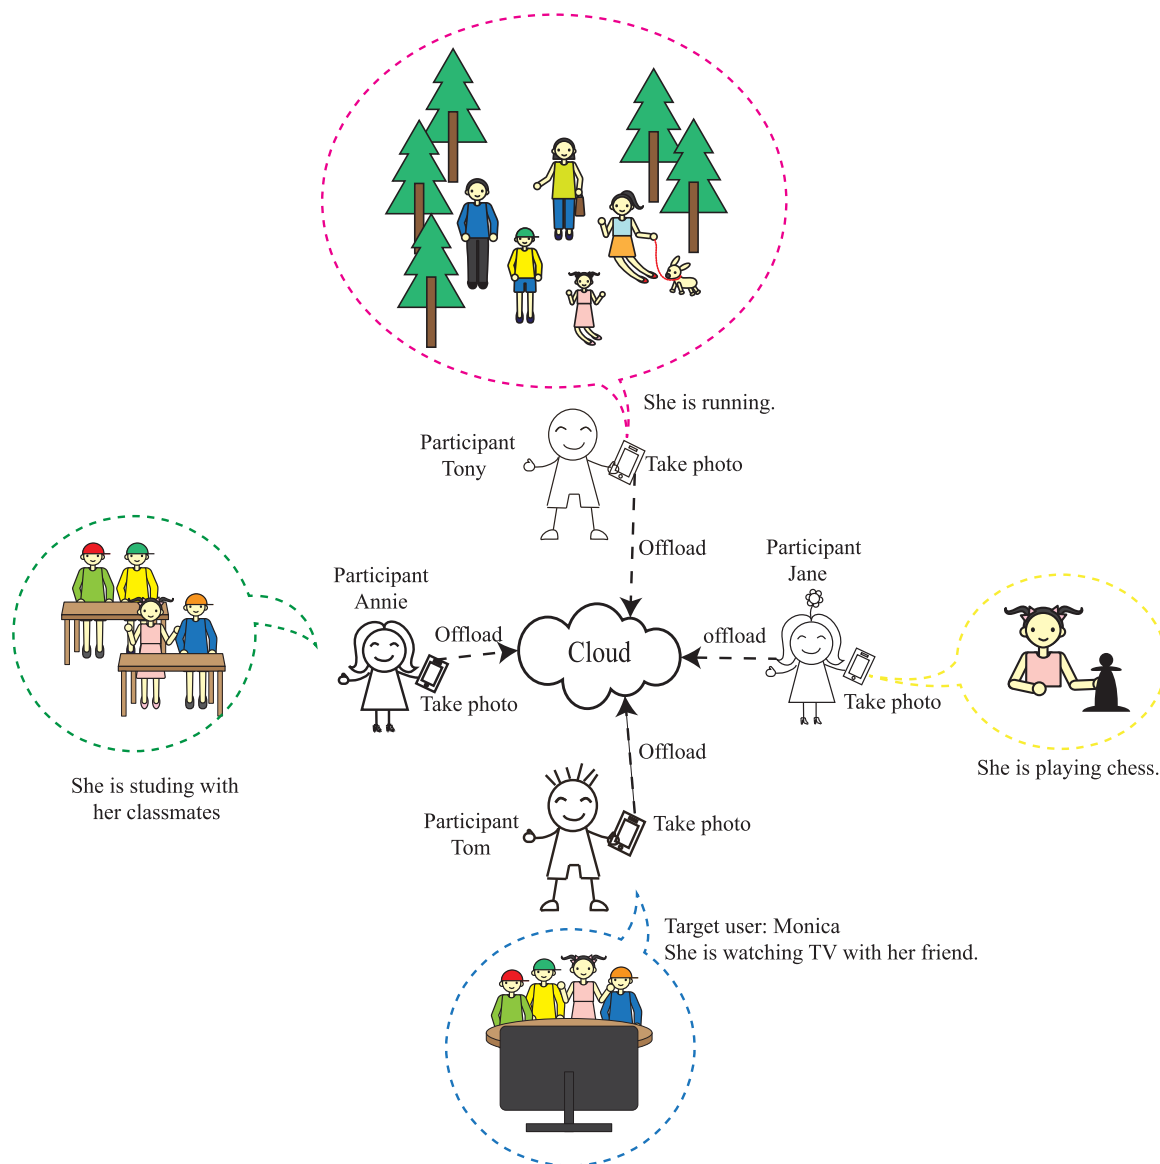 She is running.
Participant
Tony
Take photo
Offload
Participant
Jane
Participant
Annie
Offload
Cloud
offload
Take photo
Take photo
Offload
She is playing chess.
She is studing with
her classmates
Participant
Tom
Take photo
Target user: Monica
She is watching TV with her friend.